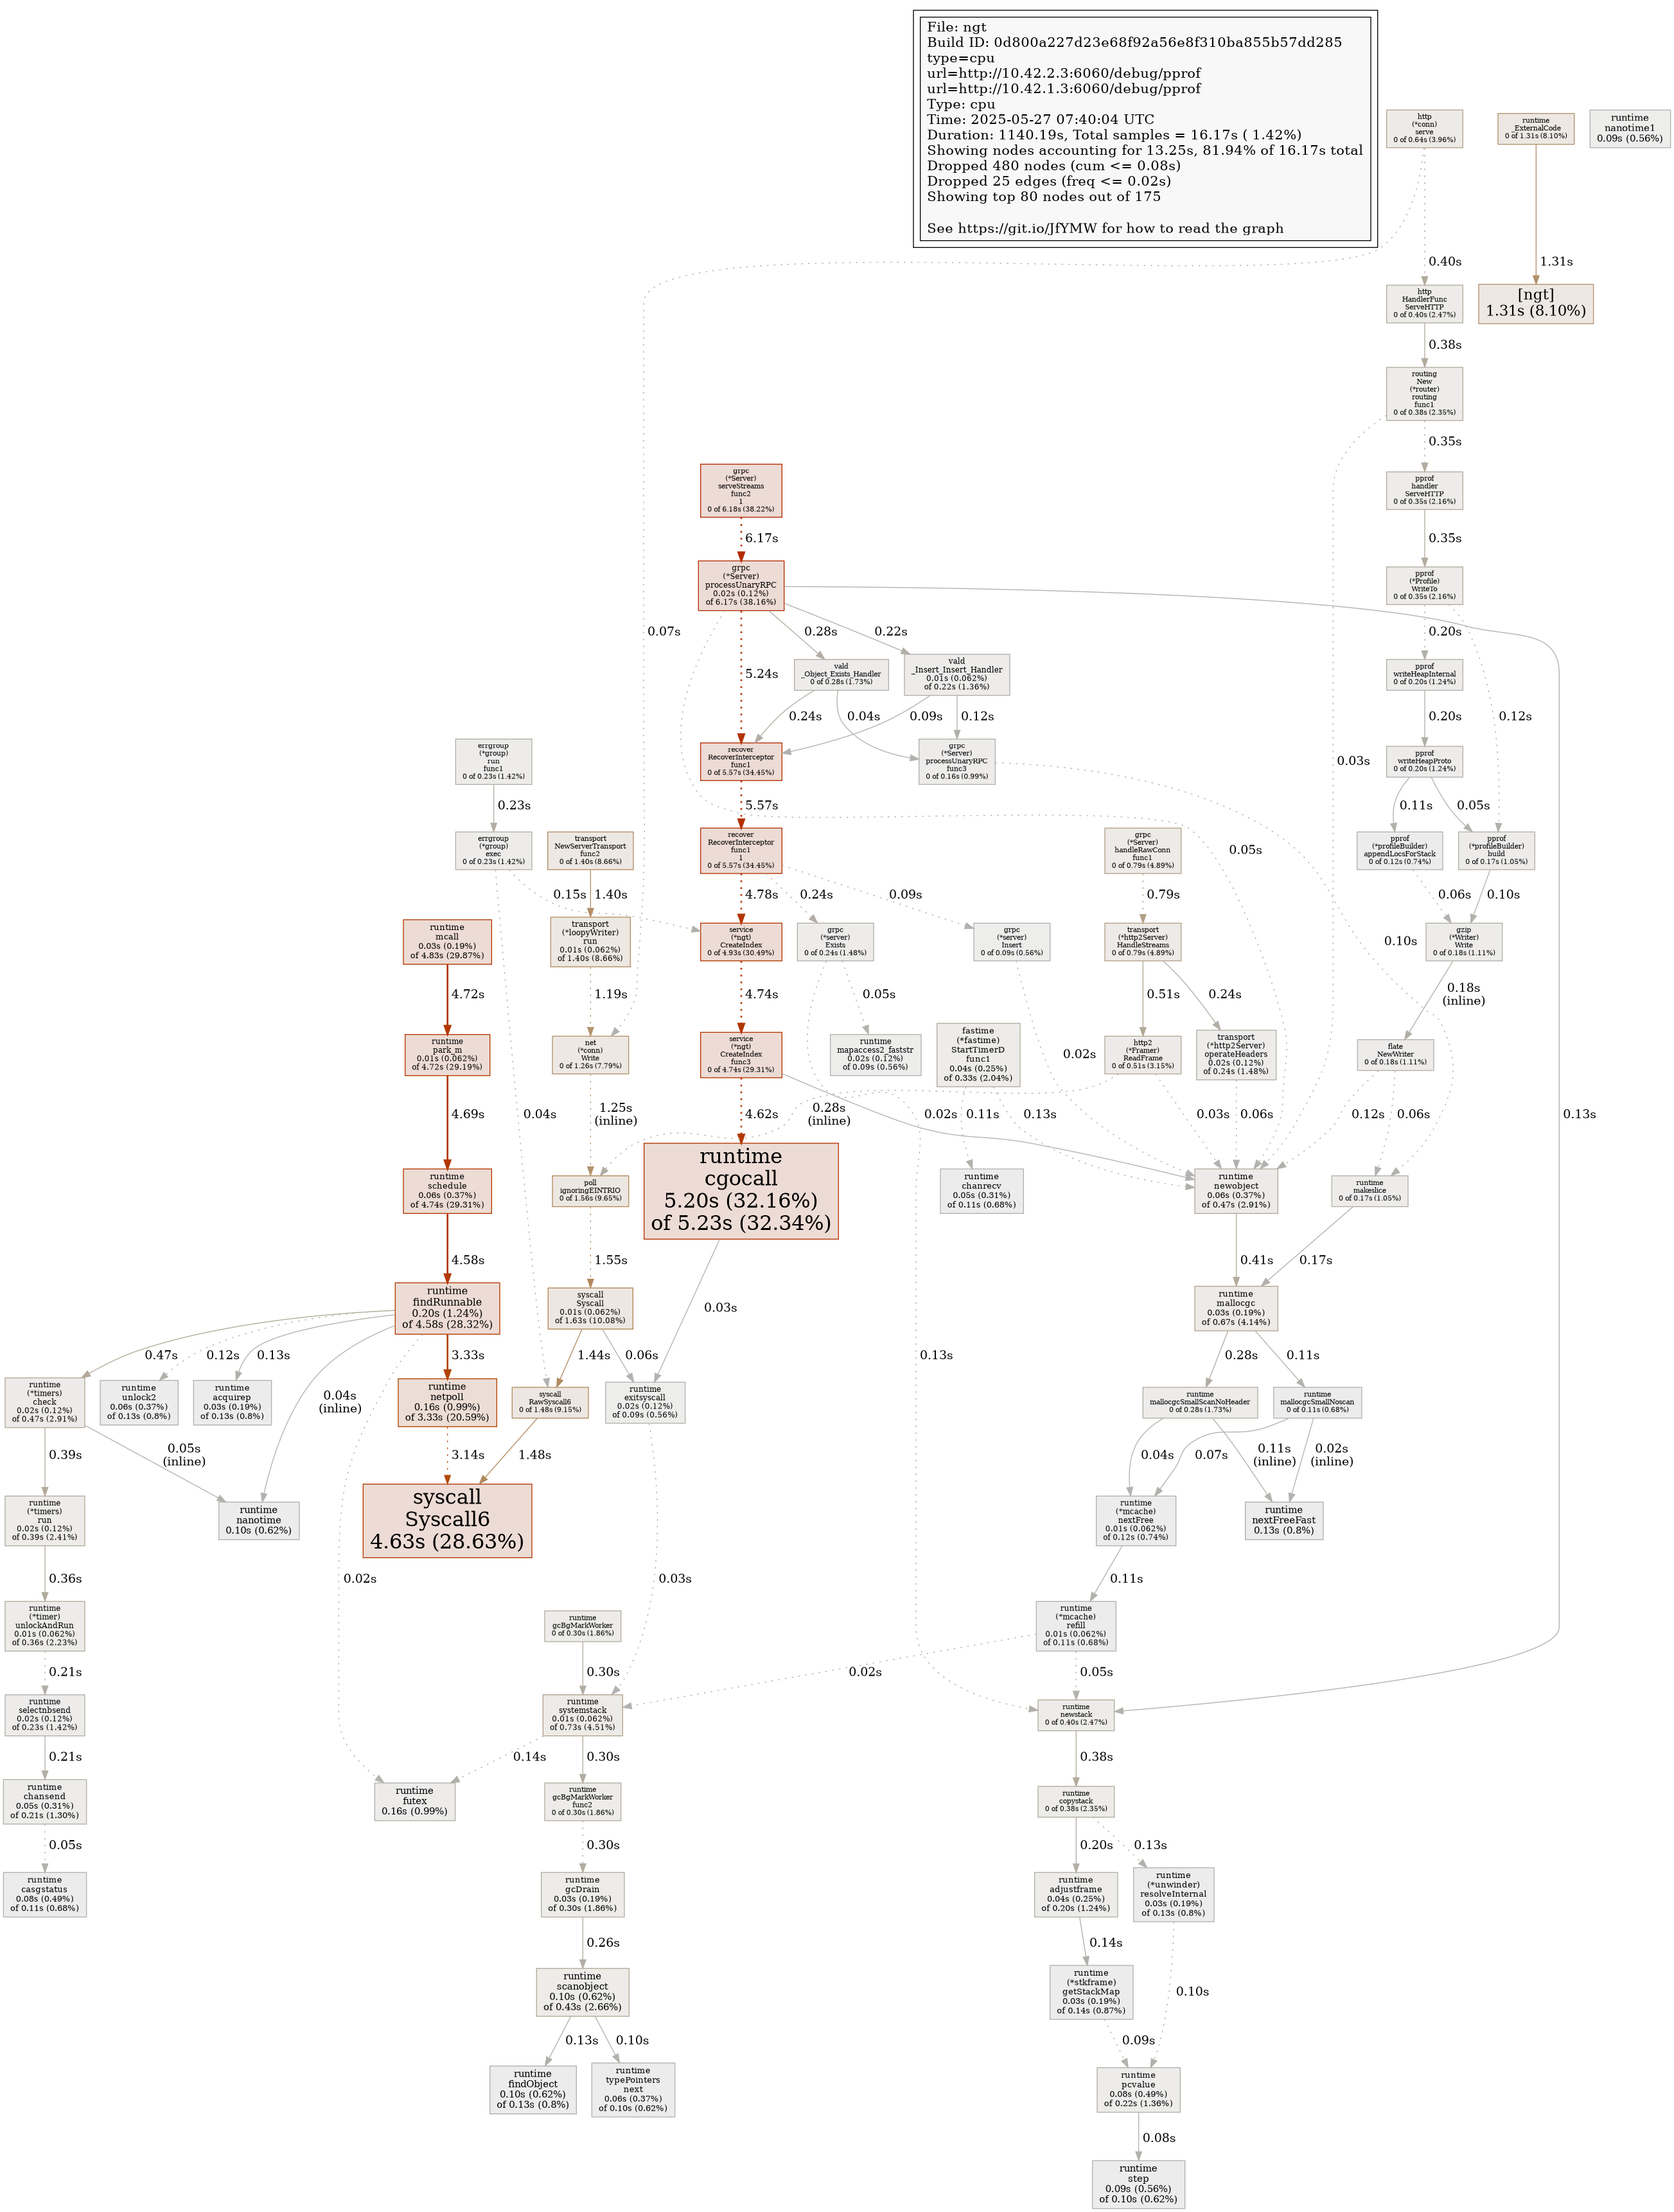 File: ngt
Build ID: 0d800a227d23e68f92a56e8f310ba855b57dd285
type=cpu
url=http://10.42.2.3:6060/debug/pprof
url=http://10.42.1.3:6060/debug/pprof
Type: cpu
Time: 2025-05-27 07:40:04 UTC
Duration: 1140.19s, Total samples = 16.17s ( 1.42%)
Showing nodes accounting for 13.25s, 81.94% of 16.17s total
Dropped 480 nodes (cum <= 0.08s)
Dropped 25 edges (freq <= 0.02s)
Showing top 80 nodes out of 175
See https://git.io/JfYMW for how to read the graph
http
(*conn)
serve
0 of 0.64s (3.96%)
runtime
_ExternalCode
0 of 1.31s (8.10%)
runtime
nanotime1
0.09s (0.56%)
0.40s
1.31s
http
HandlerFunc
ServeHTTP
0 of 0.40s (2.47%)
[ngt]
1.31s (8.10%)
0.38s
routing
New
(*router)
routing
func1
0 of 0.38s (2.35%)
0.35s
grpc
(*Server)
serveStreams
func2
1
0 of 6.18s (38.22%)
pprof
handler
ServeHTTP
0 of 0.35s (2.16%)
6.17s
0.35s
grpc
(*Server)
processUnaryRPC
0.02s (0.12%)
of 6.17s (38.16%)
pprof
(*Profile)
WriteTo
0 of 0.35s (2.16%)
0.07s
0.28s
0.22s
0.20s
5.24s
vald
_Object_Exists_Handler
0 of 0.28s (1.73%)
vald
_Insert_Insert_Handler
0.01s (0.062%)
of 0.22s (1.36%)
pprof
writeHeapInternal
0 of 0.20s (1.24%)
0.24s
0.04s
0.09s
0.12s
0.20s
0.12s
0.03s
errgroup
(*group)
run
func1
0 of 0.23s (1.42%)
recover
RecoverInterceptor
func1
0 of 5.57s (34.45%)
grpc
(*Server)
processUnaryRPC
func3
0 of 0.16s (0.99%)
pprof
writeHeapProto
0 of 0.20s (1.24%)
0.23s
5.57s
0.11s
0.05s
errgroup
(*group)
exec
0 of 0.23s (1.42%)
transport
NewServerTransport
func2
0 of 1.40s (8.66%)
recover
RecoverInterceptor
func1
1
0 of 5.57s (34.45%)
grpc
(*Server)
handleRawConn
func1
0 of 0.79s (4.89%)
0.05s
pprof
(*profileBuilder)
appendLocsForStack
0 of 0.12s (0.74%)
pprof
(*profileBuilder)
build
0 of 0.17s (1.05%)
0.15s
1.40s
4.78s
0.24s
0.09s
0.79s
0.06s
0.10s
runtime
mcall
0.03s (0.19%)
of 4.83s (29.87%)
transport
(*loopyWriter)
run
0.01s (0.062%)
of 1.40s (8.66%)
service
(*ngt)
CreateIndex
0 of 4.93s (30.49%)
grpc
(*server)
Exists
0 of 0.24s (1.48%)
grpc
(*server)
Insert
0 of 0.09s (0.56%)
transport
(*http2Server)
HandleStreams
0 of 0.79s (4.89%)
0.10s
gzip
(*Writer)
Write
0 of 0.18s (1.11%)
4.72s
1.19s
4.74s
0.05s
0.51s
0.24s
0.18s
(inline)
runtime
park_m
0.01s (0.062%)
of 4.72s (29.19%)
net
(*conn)
Write
0 of 1.26s (7.79%)
service
(*ngt)
CreateIndex
func3
0 of 4.74s (29.31%)
runtime
mapaccess2_faststr
0.02s (0.12%)
of 0.09s (0.56%)
fastime
(*fastime)
StartTimerD
func1
0.04s (0.25%)
of 0.33s (2.04%)
0.02s
http2
(*Framer)
ReadFrame
0 of 0.51s (3.15%)
transport
(*http2Server)
operateHeaders
0.02s (0.12%)
of 0.24s (1.48%)
flate
NewWriter
0 of 0.18s (1.11%)
4.69s
0.04s
1.25s
(inline)
4.62s
0.28s
(inline)
0.02s
0.11s
0.13s
0.03s
0.06s
0.12s
0.06s
0.13s
runtime
schedule
0.06s (0.37%)
of 4.74s (29.31%)
poll
ignoringEINTRIO
0 of 1.56s (9.65%)
runtime
cgocall
5.20s (32.16%)
of 5.23s (32.34%)
runtime
chanrecv
0.05s (0.31%)
of 0.11s (0.68%)
runtime
newobject
0.06s (0.37%)
of 0.47s (2.91%)
runtime
makeslice
0 of 0.17s (1.05%)
4.58s
1.55s
0.41s
0.17s
runtime
findRunnable
0.20s (1.24%)
of 4.58s (28.32%)
syscall
Syscall
0.01s (0.062%)
of 1.63s (10.08%)
0.03s
runtime
mallocgc
0.03s (0.19%)
of 0.67s (4.14%)
0.47s
0.12s
0.13s
3.33s
1.44s
0.06s
0.13s
0.28s
0.11s
runtime
(*timers)
check
0.02s (0.12%)
of 0.47s (2.91%)
runtime
unlock2
0.06s (0.37%)
of 0.13s (0.8%)
runtime
acquirep
0.03s (0.19%)
of 0.13s (0.8%)
0.04s
(inline)
runtime
netpoll
0.16s (0.99%)
of 3.33s (20.59%)
syscall
RawSyscall6
0 of 1.48s (9.15%)
runtime
exitsyscall
0.02s (0.12%)
of 0.09s (0.56%)
runtime
mallocgcSmallScanNoHeader
0 of 0.28s (1.73%)
runtime
mallocgcSmallNoscan
0 of 0.11s (0.68%)
0.39s
0.05s
(inline)
3.14s
1.48s
0.04s
0.07s
0.11s
(inline)
0.02s
(inline)
runtime
(*timers)
run
0.02s (0.12%)
of 0.39s (2.41%)
runtime
nanotime
0.10s (0.62%)
syscall
Syscall6
4.63s (28.63%)
runtime
(*mcache)
nextFree
0.01s (0.062%)
of 0.12s (0.74%)
runtime
nextFreeFast
0.13s (0.8%)
0.36s
0.02s
0.03s
0.11s
runtime
(*timer)
unlockAndRun
0.01s (0.062%)
of 0.36s (2.23%)
runtime
gcBgMarkWorker
0 of 0.30s (1.86%)
runtime
(*mcache)
refill
0.01s (0.062%)
of 0.11s (0.68%)
0.21s
0.30s
0.02s
0.05s
runtime
selectnbsend
0.02s (0.12%)
of 0.23s (1.42%)
runtime
systemstack
0.01s (0.062%)
of 0.73s (4.51%)
runtime
newstack
0 of 0.40s (2.47%)
0.21s
0.14s
0.30s
0.38s
runtime
chansend
0.05s (0.31%)
of 0.21s (1.30%)
runtime
futex
0.16s (0.99%)
runtime
gcBgMarkWorker
func2
0 of 0.30s (1.86%)
runtime
copystack
0 of 0.38s (2.35%)
0.05s
0.30s
0.20s
0.13s
runtime
casgstatus
0.08s (0.49%)
of 0.11s (0.68%)
runtime
gcDrain
0.03s (0.19%)
of 0.30s (1.86%)
runtime
adjustframe
0.04s (0.25%)
of 0.20s (1.24%)
runtime
(*unwinder)
resolveInternal
0.03s (0.19%)
of 0.13s (0.8%)
0.26s
0.14s
runtime
scanobject
0.10s (0.62%)
of 0.43s (2.66%)
runtime
(*stkframe)
getStackMap
0.03s (0.19%)
of 0.14s (0.87%)
0.10s
0.13s
0.10s
0.09s
runtime
findObject
0.10s (0.62%)
of 0.13s (0.8%)
runtime
typePointers
next
0.06s (0.37%)
of 0.10s (0.62%)
runtime
pcvalue
0.08s (0.49%)
of 0.22s (1.36%)
0.08s
runtime
step
0.09s (0.56%)
of 0.10s (0.62%)